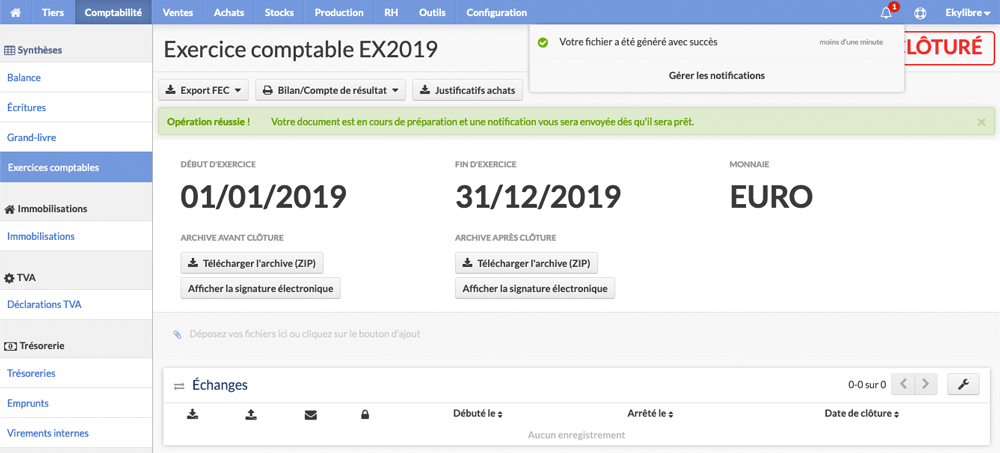 Tiers Comptabilité Ventes Achats Stocks Production RH Outils Configuration 1 Ekylibre
Synthèses
Balance
Écritures
Grand-livre
Exercices comptables
Immobilisations
Immobilisations
TVA
Déclarations TVA
Trésorerie
Trésoreries
Emprunts
Virements internes
Exercice comptable EX2019
Votre fichier a été généré avec succès moins d'une minute
Gérer les notifications
Export FEC Bilan/Compte de résultat Justificatifs achats
Opération réussie ! Votre document est en cours de préparation et une notification vous sera envoyée dès qu'il sera prêt. ×
DÉBUT D'EXERCICE FIN D'EXERCICE MONNAIE
01/01/2019 31/12/2019 EURO
ARCHIVE AVANT CLÔTURE ARCHIVE APRÈS CLÔTURE
Télécharger l'archive (ZIP) Télécharger l'archive (ZIP)
Afficher la signature électronique Afficher la signature électronique
Déposez vos fichiers ici ou cliquez sur le bouton d'ajout
Échanges 0-0 sur 0
Débuté le Arrêté le Date de clôture
Aucun enregistrement